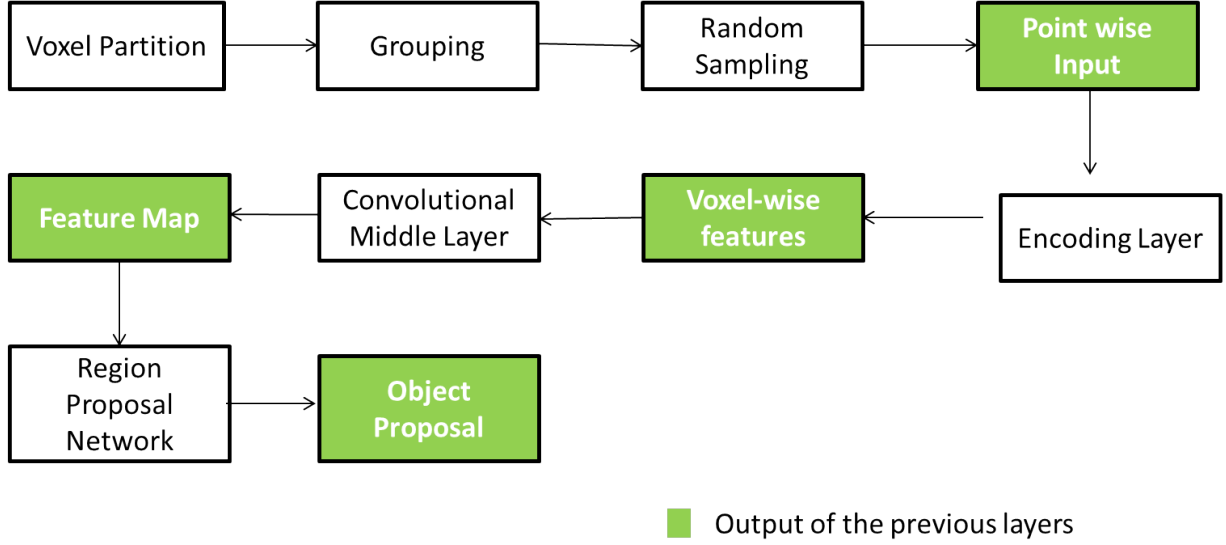 Voxel Partition
Grouping
Random
Sampling
Point wise
Input
Encoding Layer
Voxel-wise
features
Convolutional
Middle Layer
Feature Map
Region
Proposal
Network
Object
Proposal
Output of the previous layers